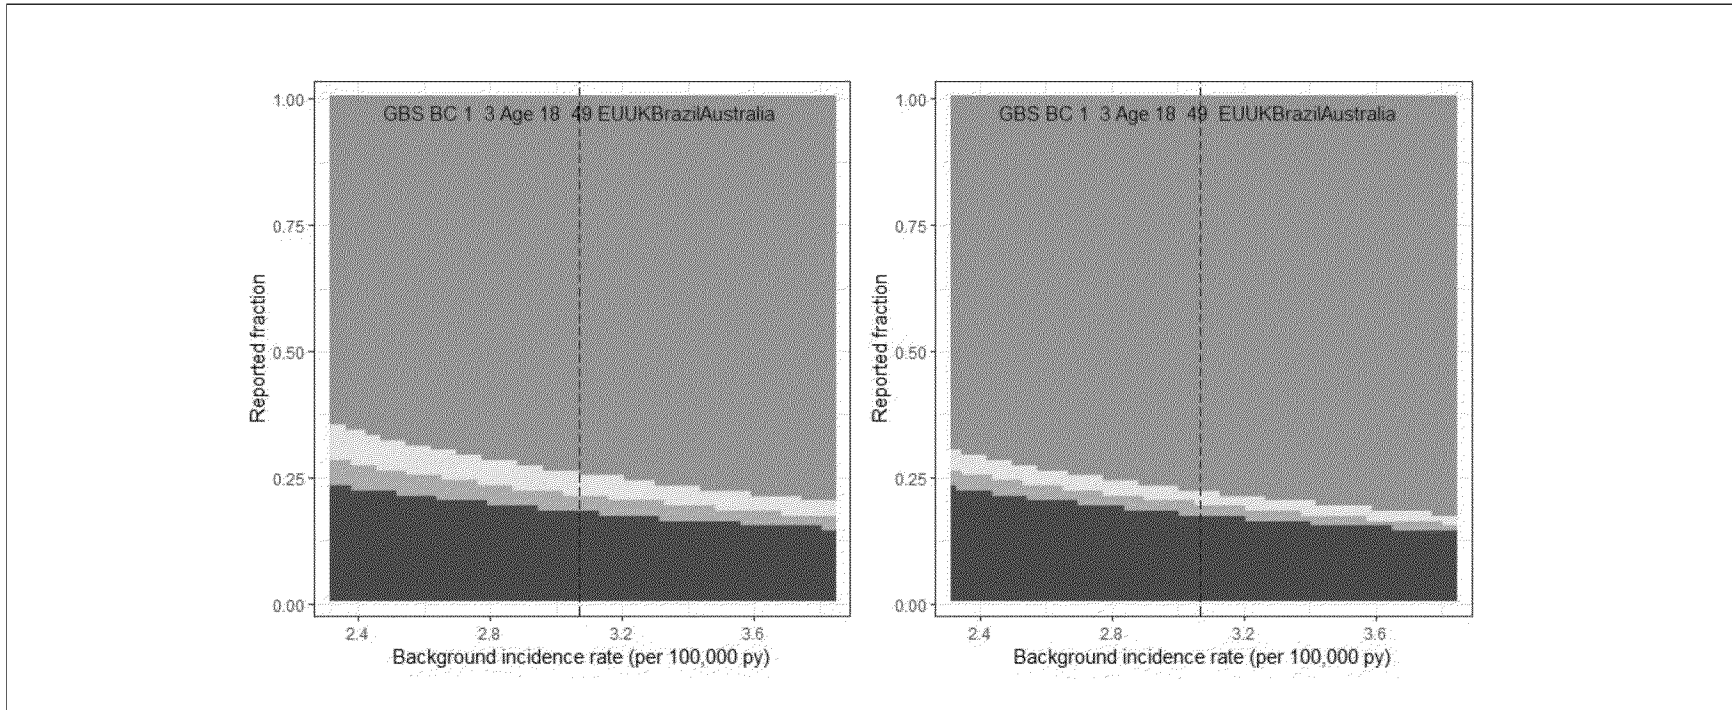 GBS BC 1 3 Age 18 49 EUUKBrazilAustralia
1.00
0.75
0.50
0.25
0.00
Reported fraction
2.4 2.8 3.2 3.6
Background incidence rate (per 100,000 py)
GBS BC 1 3 Age 18 49 EUUKBrazilAustralia
1.00
0.75
0.50
0.25
0.00
Reported fraction
2.4 2.8 3.2 3.6
Background incidence rate (per 100,000 py)